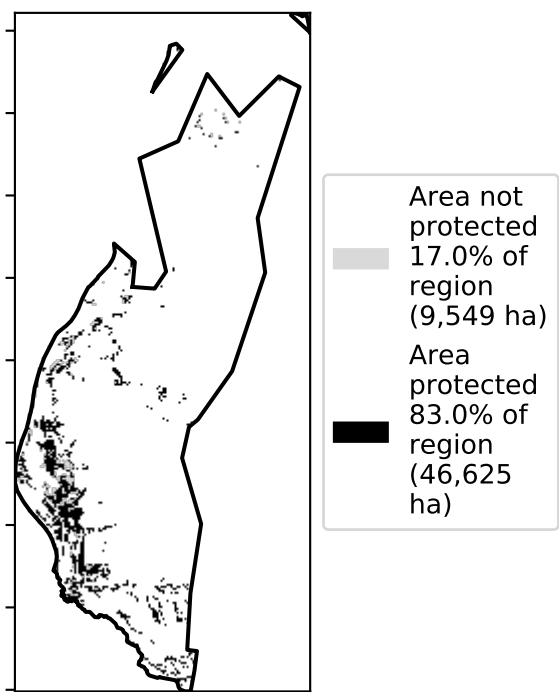 Area not
protected
17.0% of
region
(9,549 ha)
Area
protected
83.0% of
region
(46,625
ha)